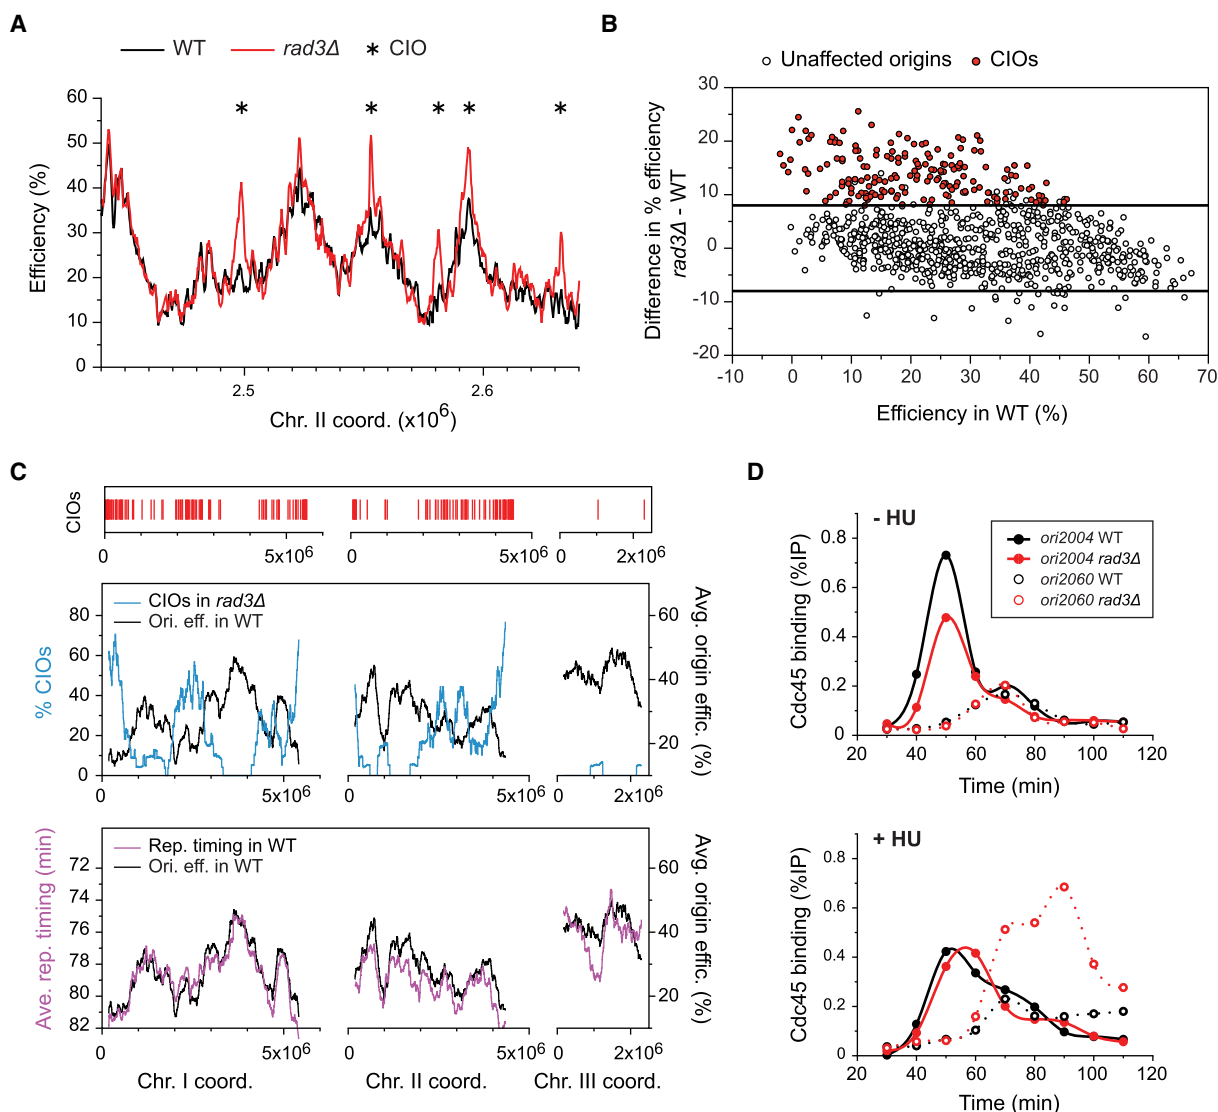 A
WT
rad3Δ
* CIO
Efficiency (%)
60
50
40
30
20
10
0
* * * * *
2.5
2.6
Chr. II coord. (x10⁶)
B
Unaffected origins
CIOs
Difference in % efficiency
rad3Δ - WT
30
20
10
0
-10
-20
-10 0 10 20 30 40 50 60 70
Efficiency in WT (%)
C
CIOs
0 5x10⁶ 0 5x10⁶ 0 2x10⁶
CIOs in rad3Δ
Ori. eff. in WT
% CIOs
80
60
40
20
0
Avg. origin effic. (%)
60
40
20
0 5x10⁶ 0 5x10⁶ 0 2x10⁶
Rep. timing in WT
Ori. eff. in WT
Ave. rep. timing (min)
72
74
76
78
80
82
Avg. origin effic. (%)
60
40
20
0 5x10⁶ 0 5x10⁶ 0 2x10⁶
Chr. I coord.
Chr. II coord.
Chr. III coord.
D
- HU
ori2004 WT
ori2004 rad3Δ
ori2060 WT
ori2060 rad3Δ
Cdc45 binding (%IP)
0.8
0.6
0.4
0.2
0
20 40 60 80 100 120
Time (min)
+ HU
Cdc45 binding (%IP)
0.8
0.6
0.4
0.2
0
20 40 60 80 100 120
Time (min)